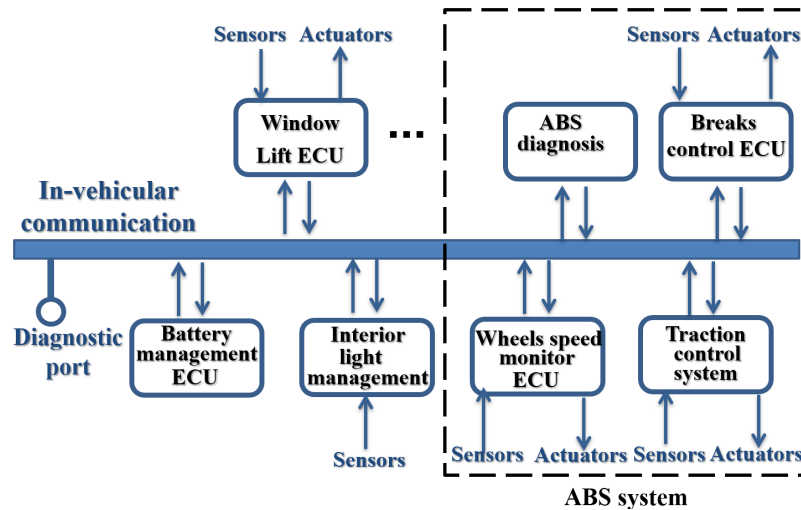 Sensors Actuators
Sensors Actuators
Window
Lift ECU
...
ABS
diagnosis
Breaks
control ECU
In-vehicular
communication
Diagnostic
port
Battery
management
ECU
Interior
light
management
Wheels speed
monitor
ECU
Traction
control
system
Sensors
Sensors
Actuators
Sensors
Actuators
ABS system